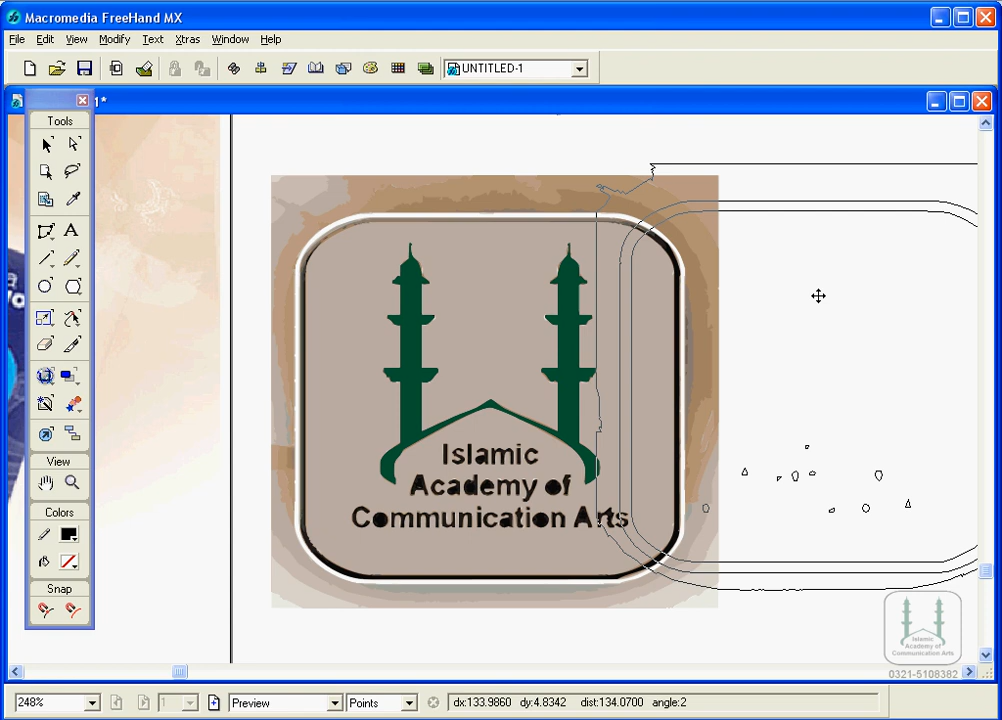 Macromedia FreeHand MX
File Edit View Modify Text Xtras Window Help
UNTITLED-1
1*
Tools
View
Colors
Snap
Islamic
Academy of
Communication Arts
Islamic
Academy of
Communication Arts
0321-5108382
248%
1
Preview
Points
dx:133.9860 dy:4.8342 dist:134.0700 angle:2